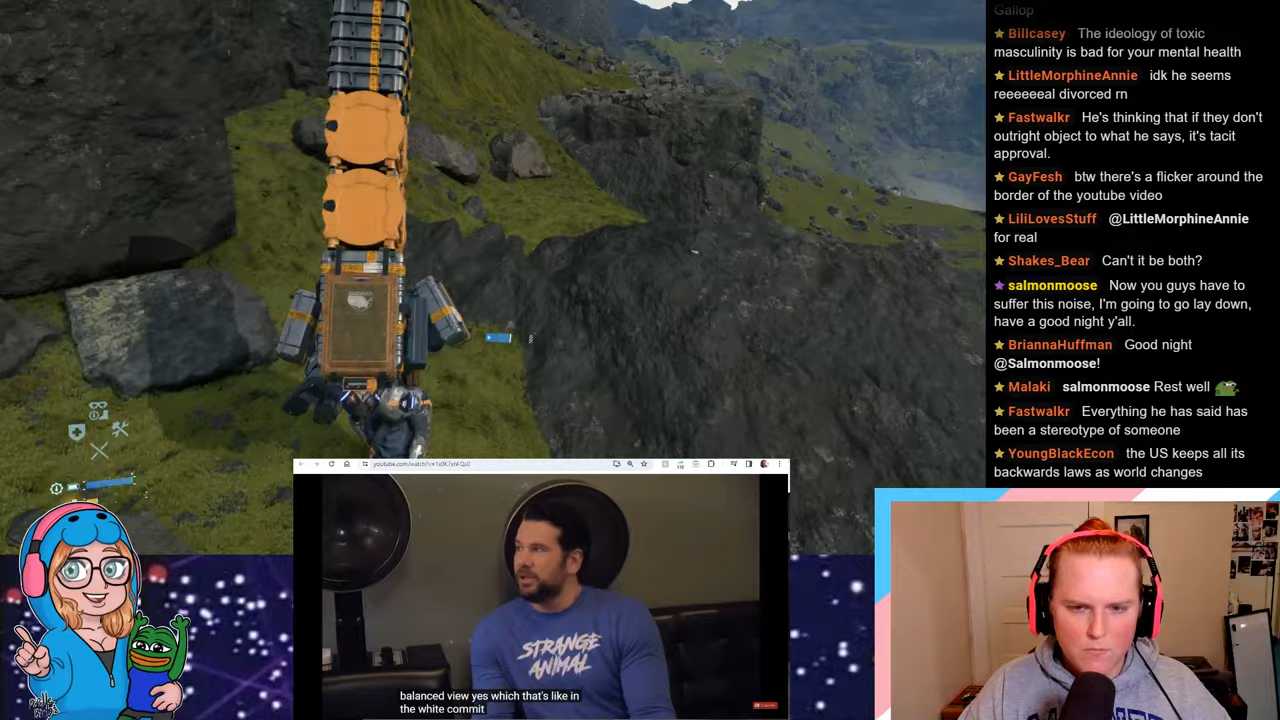 Gallop
Billcasey The ideology of toxic
masculinity is bad for your mental health
LittleMorphineAnnie idk he seems
reeeeeeal divorced rn
Fastwalkr He's thinking that if they don't
outright object to what he says, it's tacit
approval.
GayFesh btw there's a flicker around the
border of the youtube video
LiliLovesStuff @LittleMorphineAnnie
for real
Shakes_Bear Can't it be both?
salmonmoose Now you guys have to
suffer this noise, I'm going to go lay down,
have a good night y'all.
BriannaHuffman Good night
@Salmonmoose!
Malaki salmonmoose Rest well
Fastwalkr Everything he has said has
been a stereotype of someone
YoungBlackEcon the US keeps all its
backwards laws as world changes
STRANGE
ANIMAL
balanced view yes which that's like in
the white commit